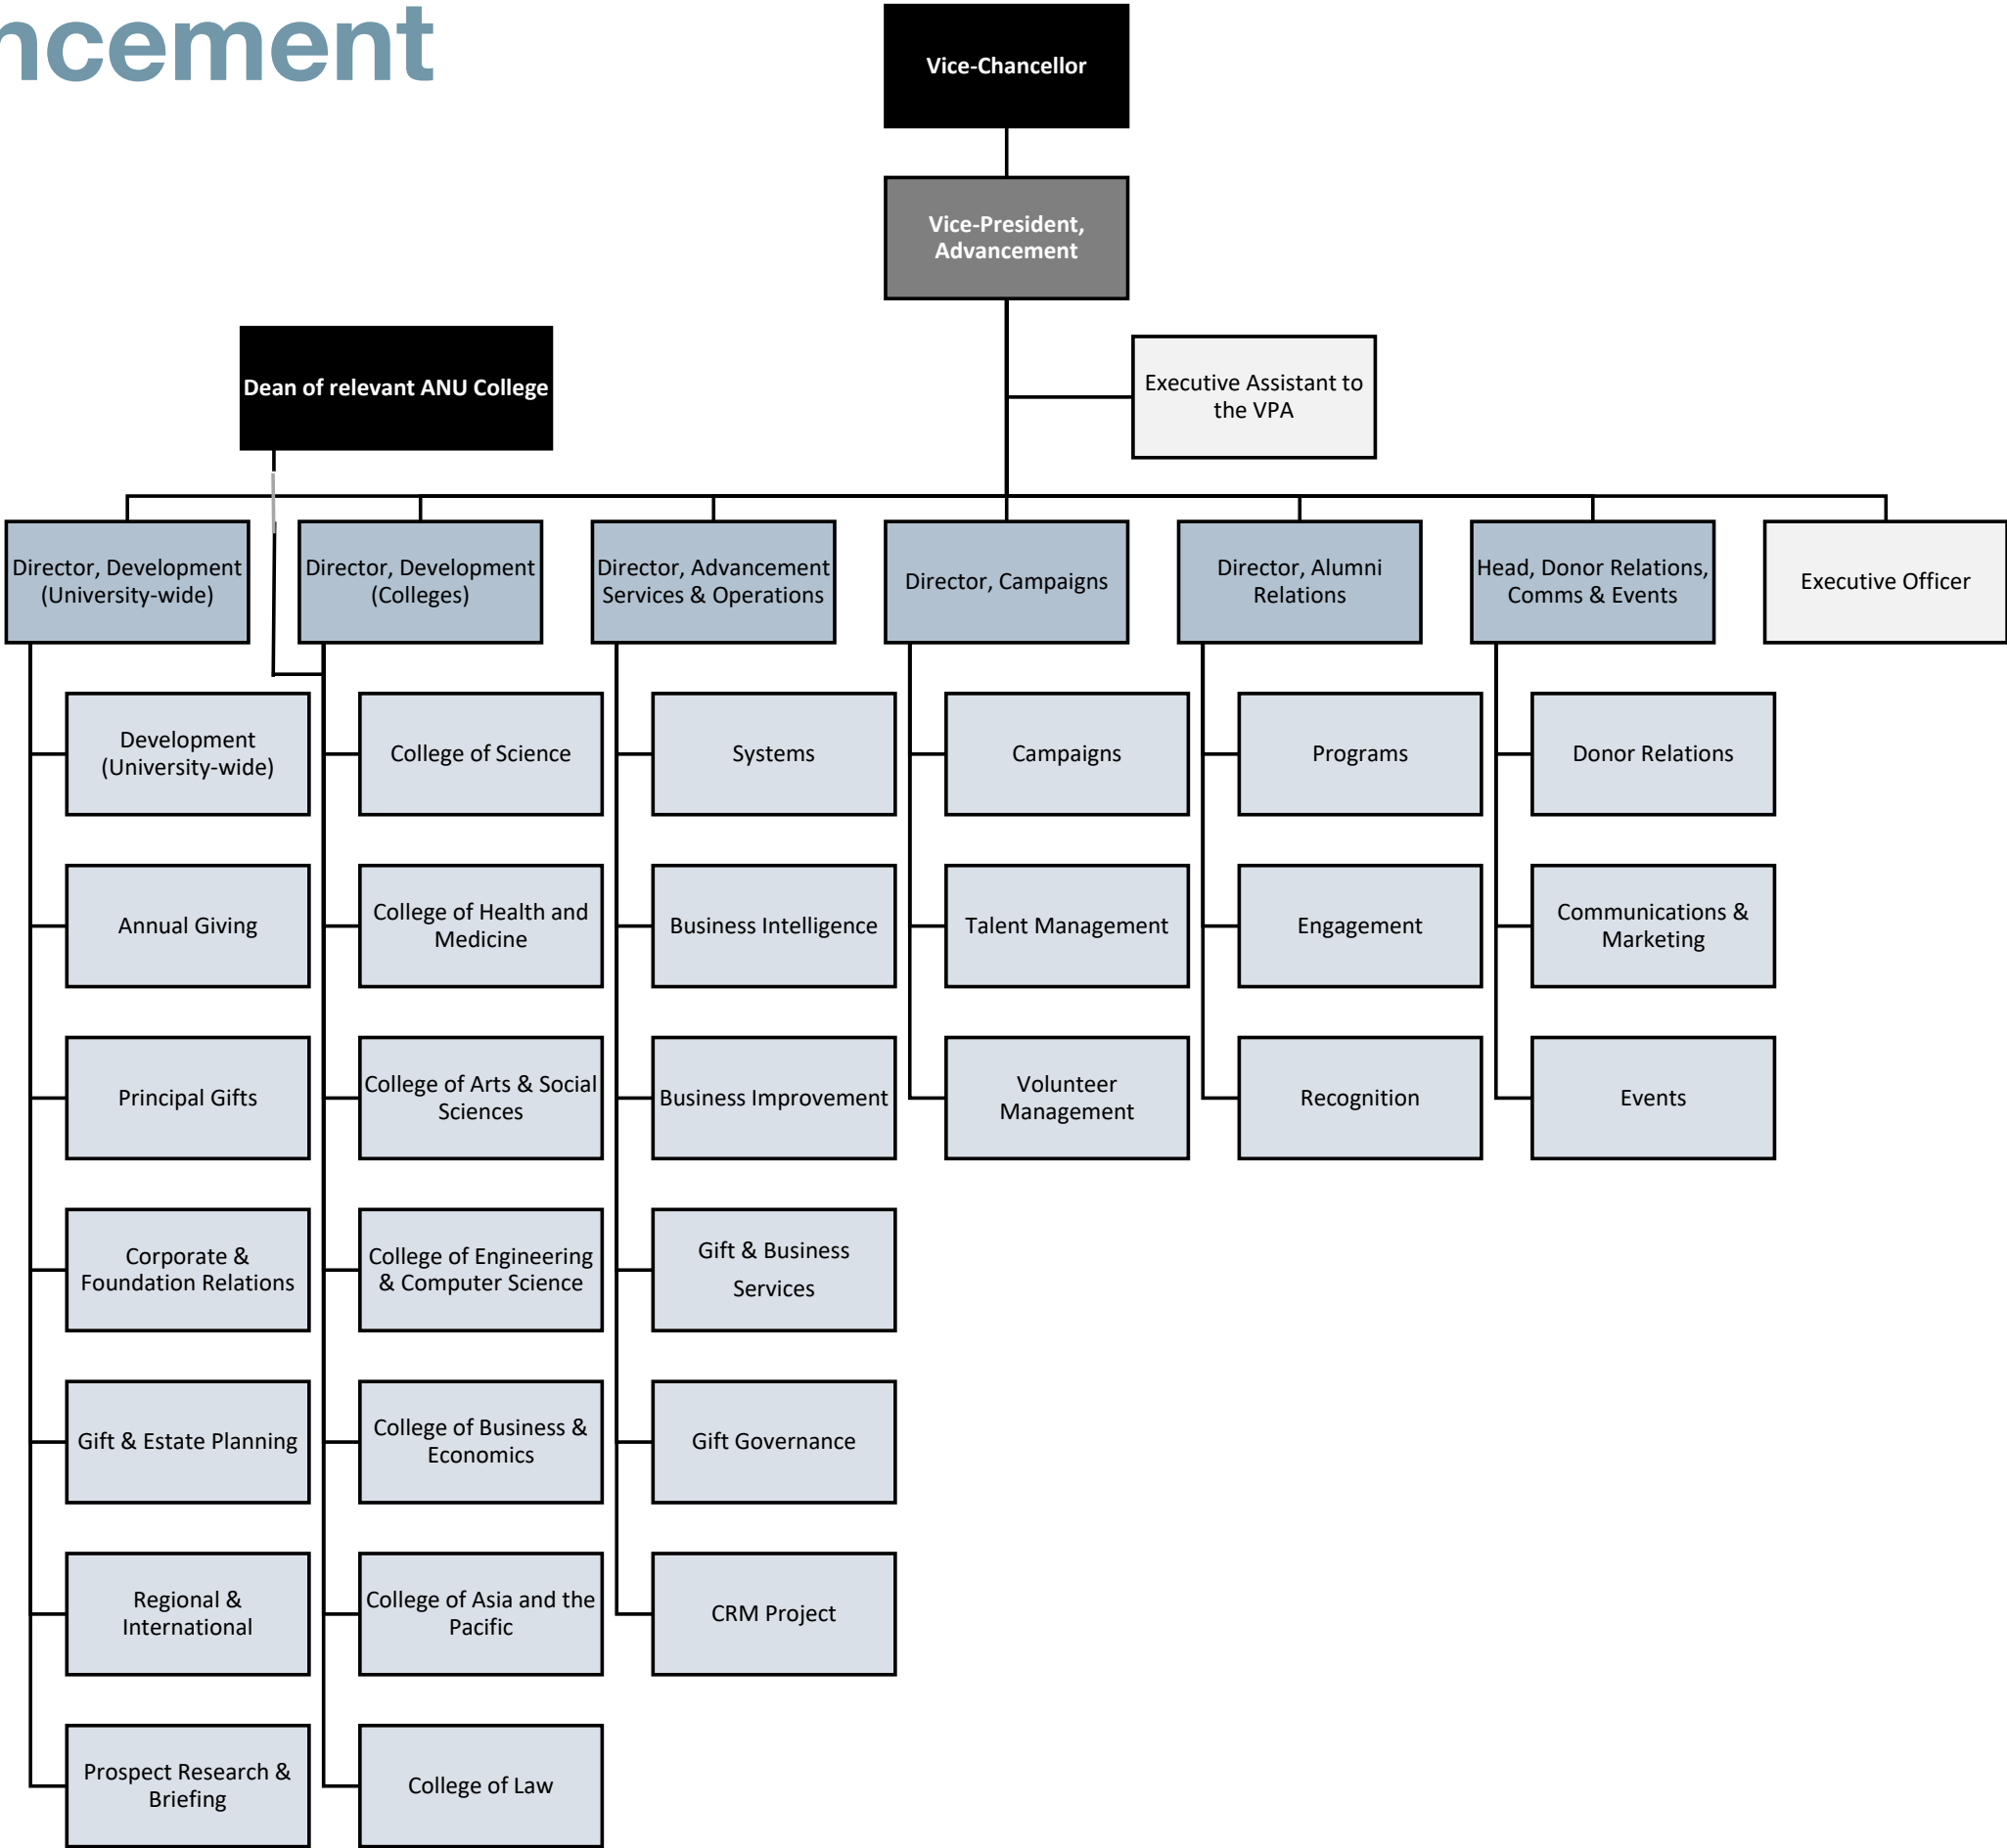 ncement
Vice-Chancellor
Vice-President,
Advancement
Dean of relevant ANU College
Executive Assistant to
the VPA
Director, Development
(University-wide)
Director, Development
(Colleges)
Director, Advancement
Services & Operations
Director, Campaigns
Director, Alumni
Relations
Head, Donor Relations,
Comms & Events
Executive Officer
Development
(University-wide)
Annual Giving
Principal Gifts
Corporate &
Foundation Relations
Gift & Estate Planning
Regional &
International
Prospect Research &
Briefing
College of Science
College of Health and
Medicine
College of Arts & Social
Sciences
College of Engineering
& Computer Science
College of Business &
Economics
College of Asia and the
Pacific
College of Law
Systems
Business Intelligence
Business Improvement
Gift & Business
Services
Gift Governance
CRM Project
Campaigns
Talent Management
Volunteer
Management
Programs
Engagement
Recognition
Donor Relations
Communications &
Marketing
Events